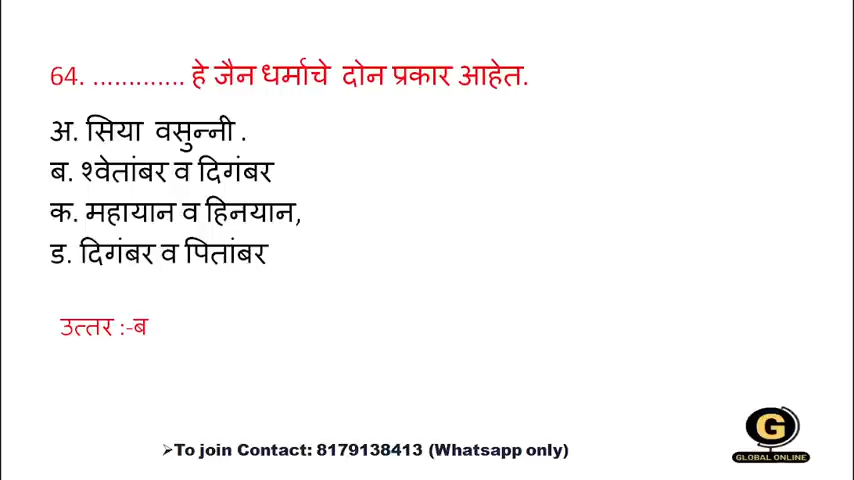 64. ............. हे जैन धर्माचे दोन प्रकार आहेत.
अ. सिया वसुन्नी .
ब. श्वेतांबर व दिगंबर
क. महायान व हिनयान,
ड. दिगंबर व पितांबर
उत्तर :-ब
➢To join Contact: 8179138413 (Whatsapp only)
G
GLOBAL ONLINE